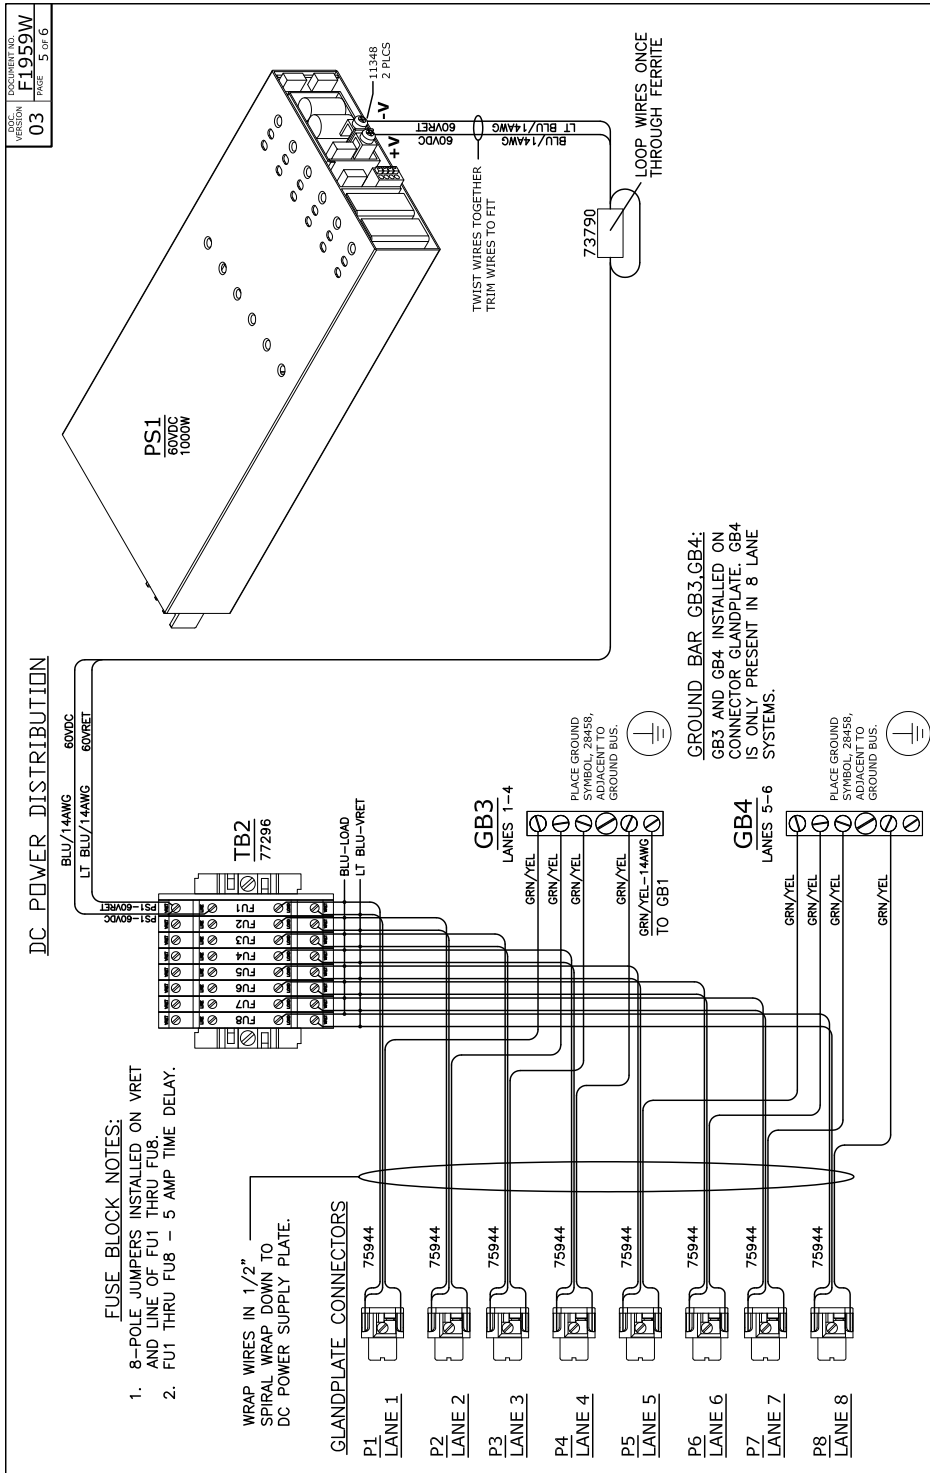 DOC. VERSION
03
DOCUMENT NO.
F1959W
PAGE 5 OF 6
DC POWER DISTRIBUTION
FUSE BLOCK NOTES:
1. 8-POLE JUMPERS INSTALLED ON VRET
AND LINE OF FU1 THRU FU8.
2. FU1 THRU FU8 - 5 AMP TIME DELAY.
BLU/14AWG
60VDC
LT BLU/14AWG
60VRET
PS1-60VRET
PS1-60VDC
TB2
77296
FU1
FU2
FU3
FU4
FU5
FU6
FU7
FU8
BLU-LOAD
LT BLU-VRET
PS1
60VDC
1000W
11348
2 PLCS
-V
+V
60VRET
LT BLU/14AWG
60VDC
BLU/14AWG
TWIST WIRES TOGETHER
TRIM WIRES TO FIT
73790
LOOP WIRES ONCE
THROUGH FERRITE
WRAP WIRES IN 1/2"
SPIRAL WRAP DOWN TO
DC POWER SUPPLY PLATE.
GLANDPLATE CONNECTORS
P1
LANE 1
75944
P2
LANE 2
75944
P3
LANE 3
75944
P4
LANE 4
75944
P5
LANE 5
75944
P6
LANE 6
75944
P7
LANE 7
75944
P8
LANE 8
75944
GB3
LANES 1-4
GRN/YEL
GRN/YEL
GRN/YEL
GRN/YEL
GRN/YEL-14AWG
TO GB1
PLACE GROUND
SYMBOL, 28458,
ADJACENT TO
GROUND BUS.
GB4
LANES 5-6
GRN/YEL
GRN/YEL
GRN/YEL
GRN/YEL
PLACE GROUND
SYMBOL, 28458,
ADJACENT TO
GROUND BUS.
GROUND BAR GB3,GB4:
GB3 AND GB4 INSTALLED ON
CONNECTOR GLANDPLATE. GB4
IS ONLY PRESENT IN 8 LANE
SYSTEMS.